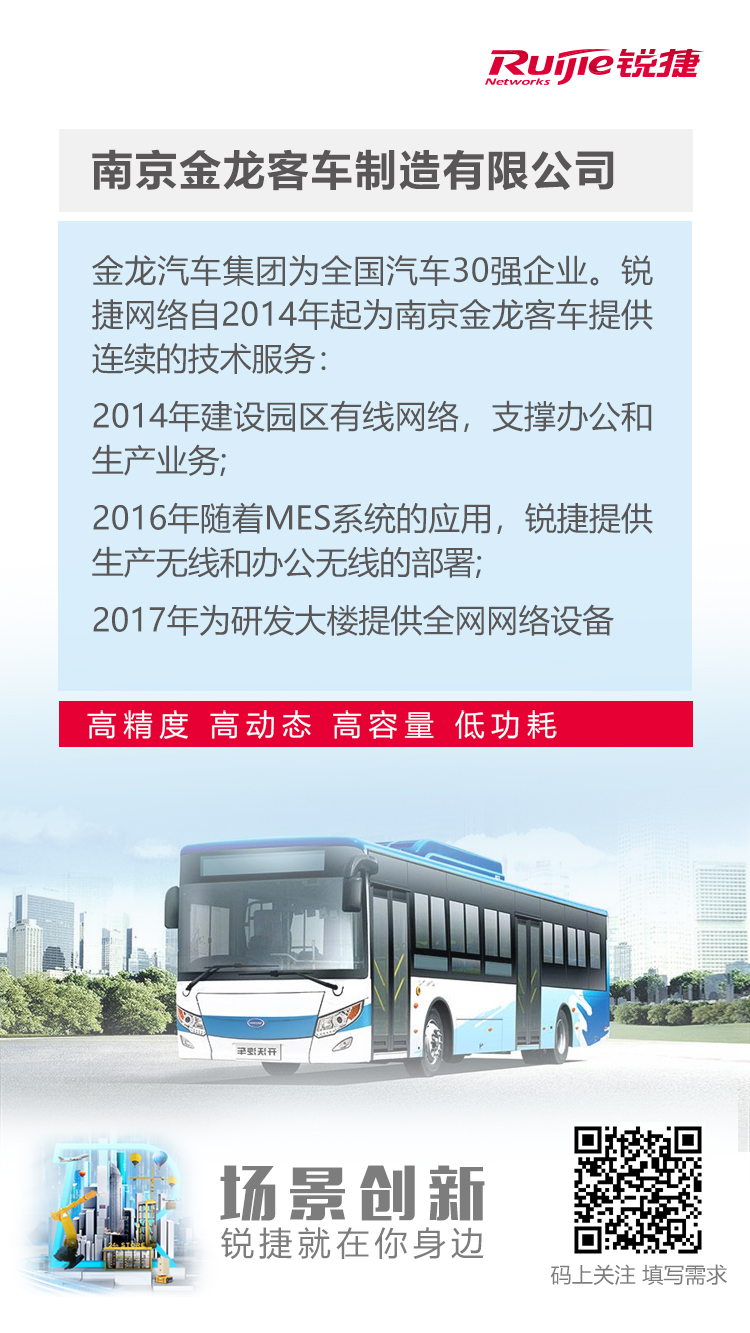 Ruijie锐捷
Networks
南京金龙客车制造有限公司
金龙汽车集团为全国汽车30强企业。锐
捷网络自2014年起为南京金龙客车提供
连续的技术服务：
2014年建设园区有线网络，支撑办公和
生产业务;
2016年随着MES系统的应用，锐捷提供
生产无线和办公无线的部署;
2017年为研发大楼提供全网网络设备
高精度 高动态 高容量 低功耗
场景创新
锐捷就在你身边
码上关注 填写需求